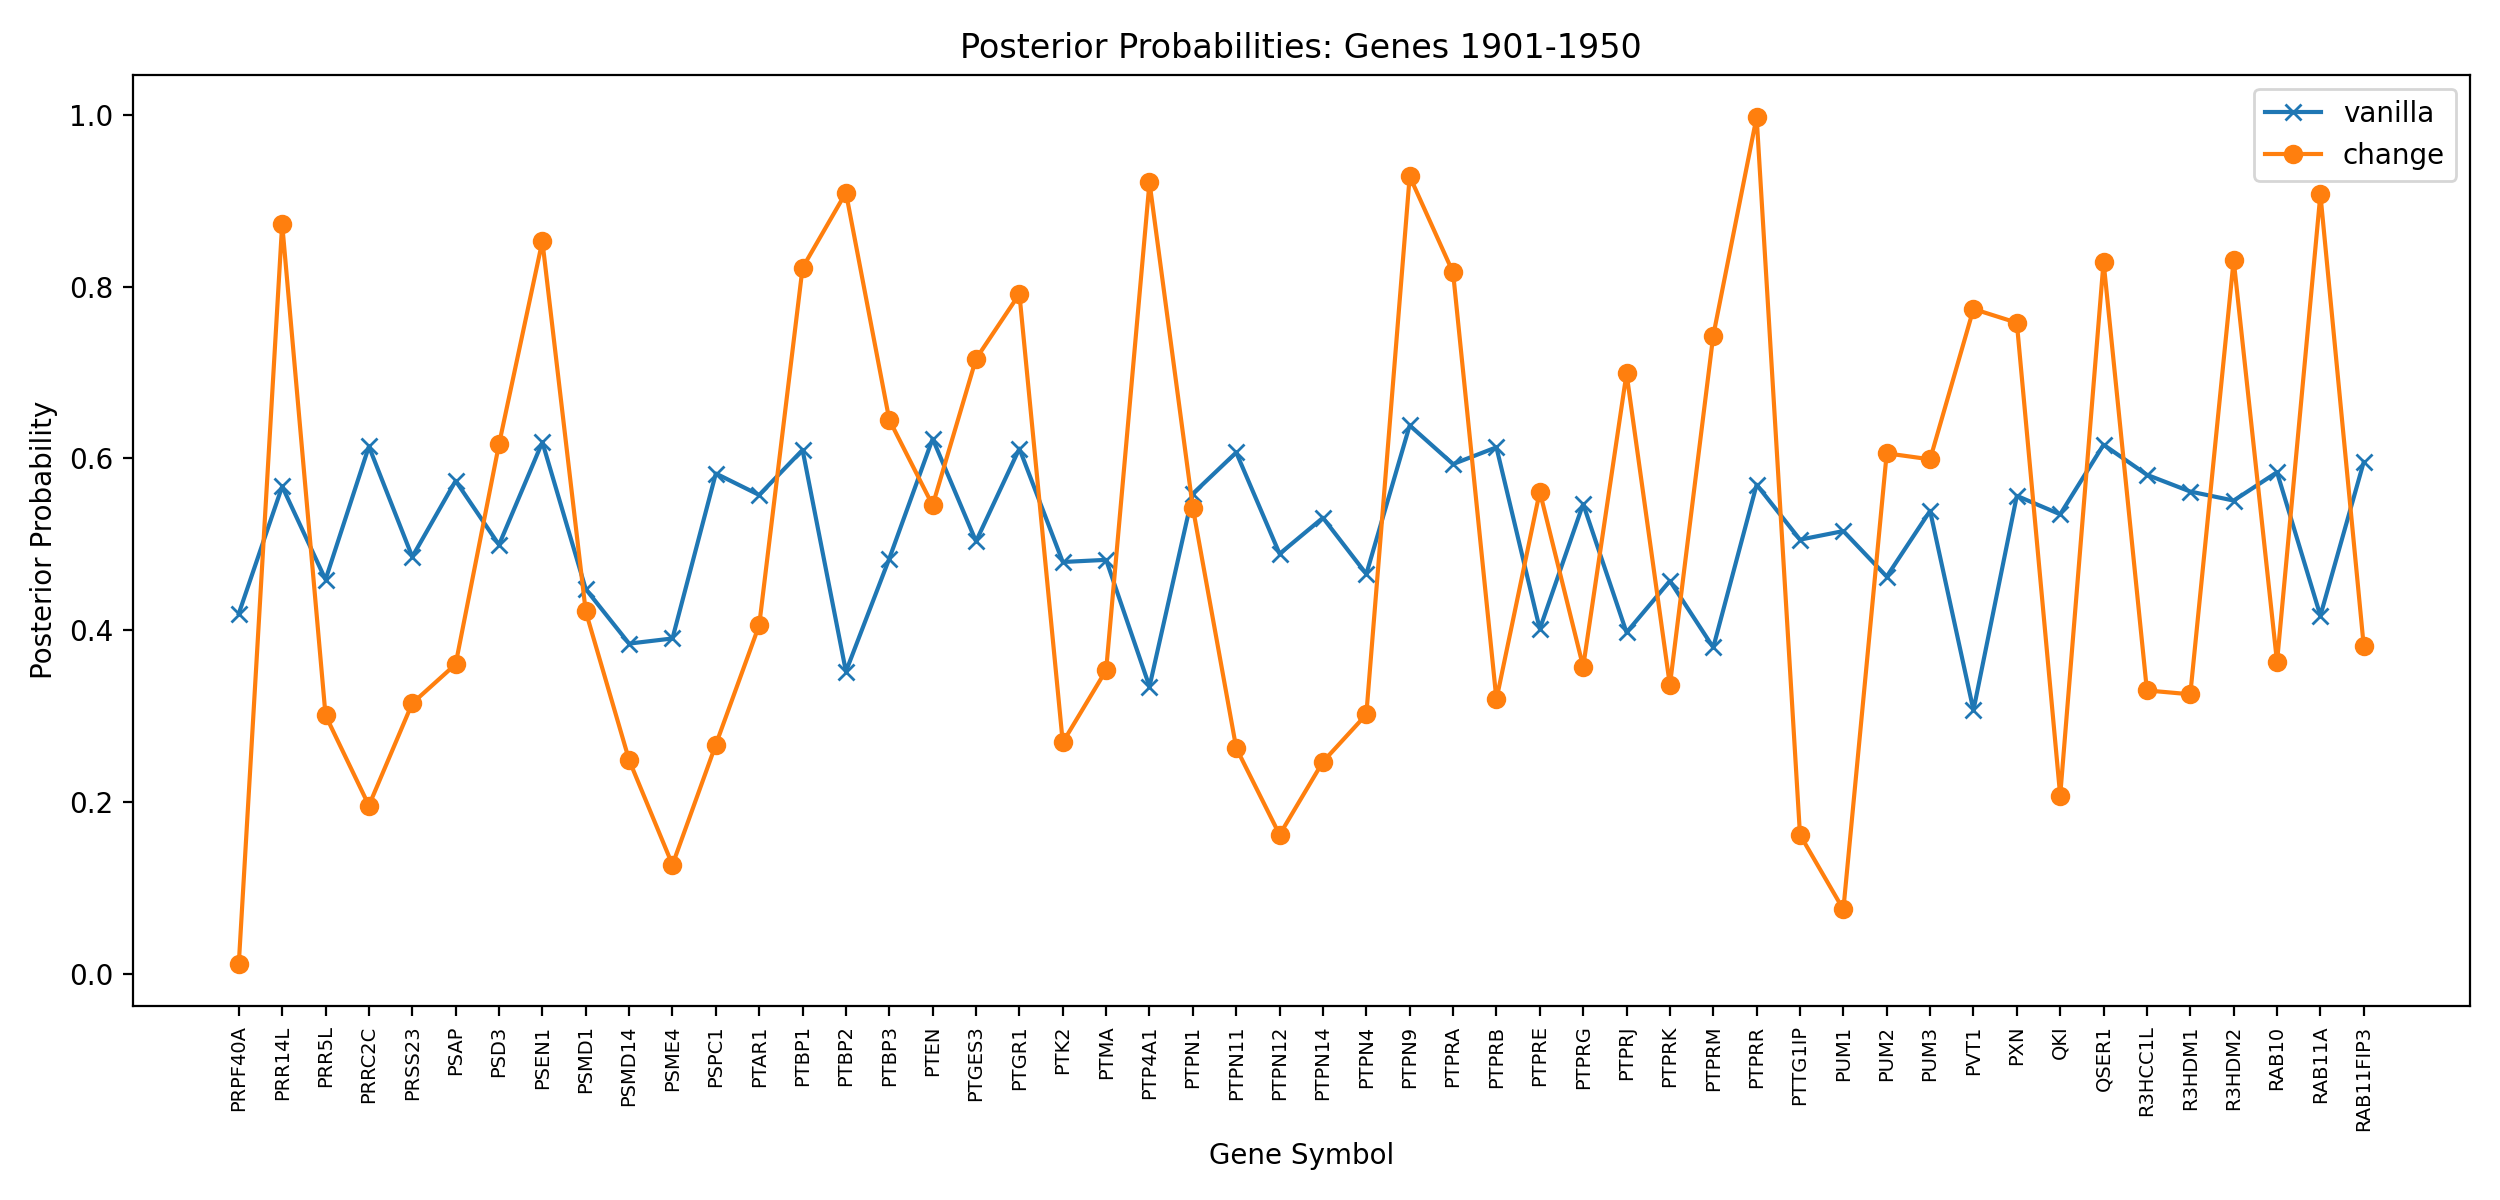 Posterior Probabilities: Genes 1901-1950
vanilla
change
Posterior Probability
1.0
0.8
0.6
0.4
0.2
0.0
PRPF40A
PRR14L
PRR5L
PRRC2C
PRSS23
PSAP
PSD3
PSEN1
PSMD1
PSMD14
PSME4
PSPC1
PTAR1
PTBP1
PTBP2
PTBP3
PTEN
PTGES3
PTGR1
PTK2
PTMA
PTP4A1
PTPN1
PTPN11
PTPN12
PTPN14
PTPN4
PTPN9
PTPRA
PTPRB
PTPRE
PTPRG
PTPRJ
PTPRK
PTPRM
PTPRR
PTTG1IP
PUM1
PUM2
PUM3
PVT1
PXN
QKI
QSER1
R3HCC1L
R3HDM1
R3HDM2
RAB10
RAB11A
RAB11FIP3
Gene Symbol